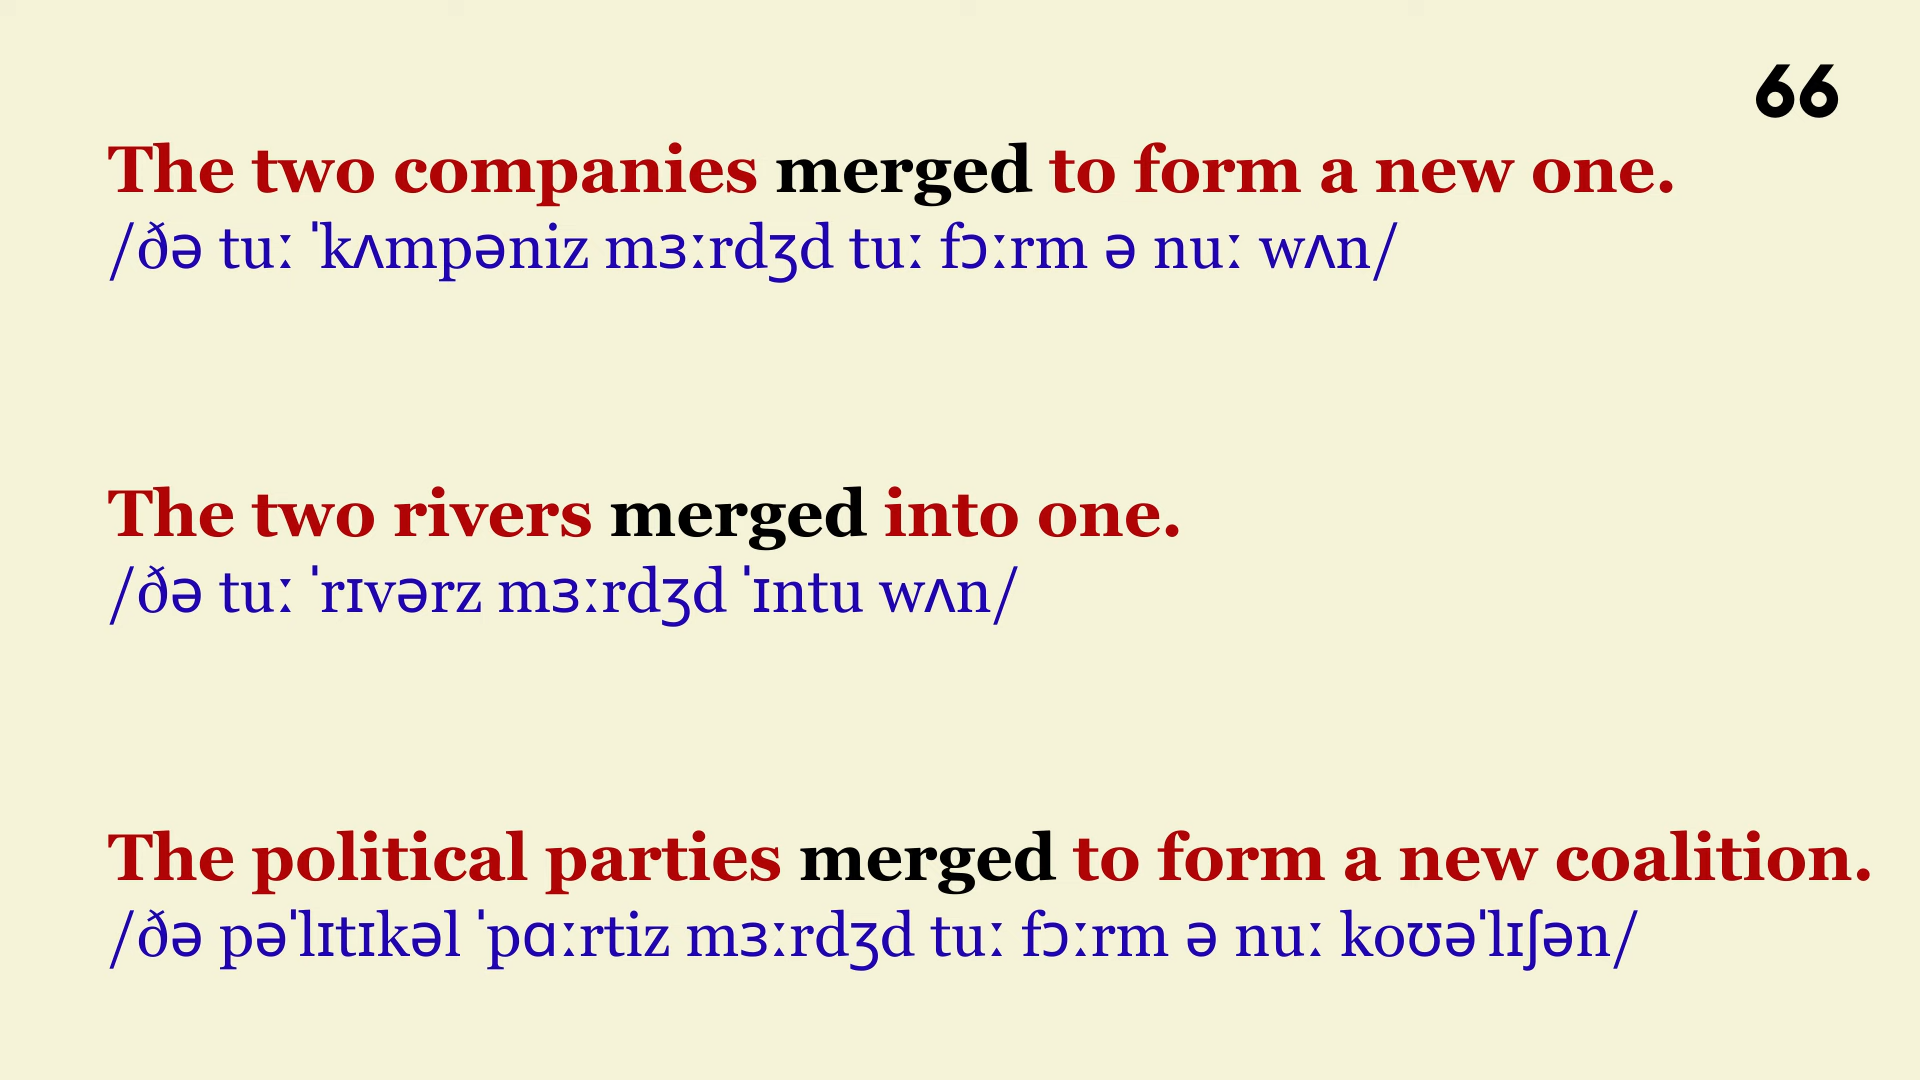 66
The two companies merged to form a new one.
/ðə tuː ˈkʌmpəniz mɜːrdʒd tuː fɔːrm ə nuː wʌn/
The two rivers merged into one.
/ðə tuː ˈrɪvərz mɜːrdʒd ˈɪntu wʌn/
The political parties merged to form a new coalition.
/ðə pəˈlɪtɪkəl ˈpɑːrtiz mɜːrdʒd tuː fɔːrm ə nuː koʊəˈlɪʃən/